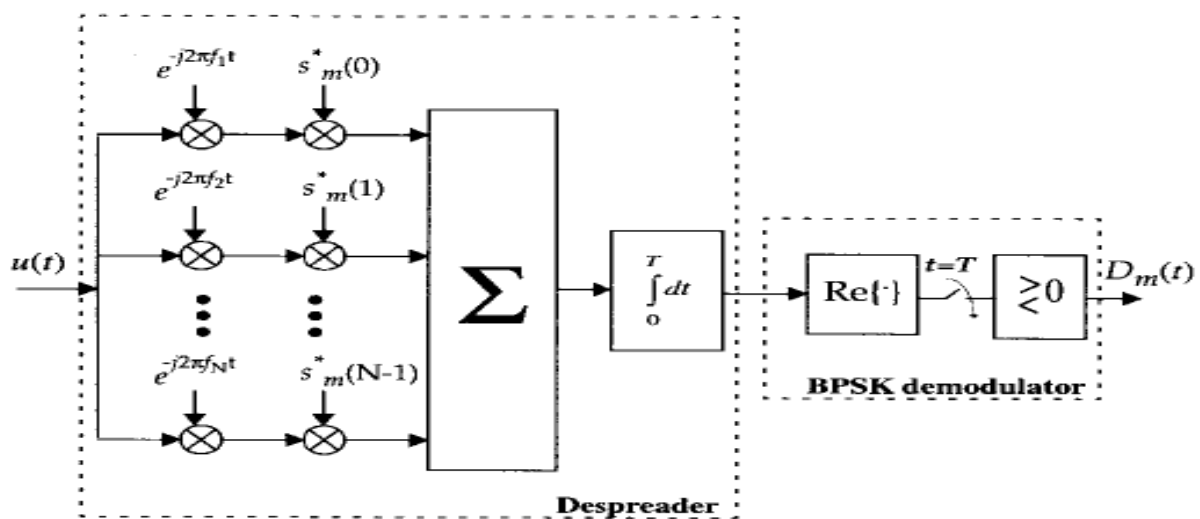 e^{-j2πf_1t} s^*_m(0)
e^{-j2πf_2t} s^*_m(1)
u(t)
Σ
T
∫dt
0
Re{·}
t=T
≷0
D_m(t)
e^{-j2πf_Nt} s^*_m(N-1)
BPSK demodulator
Despreader